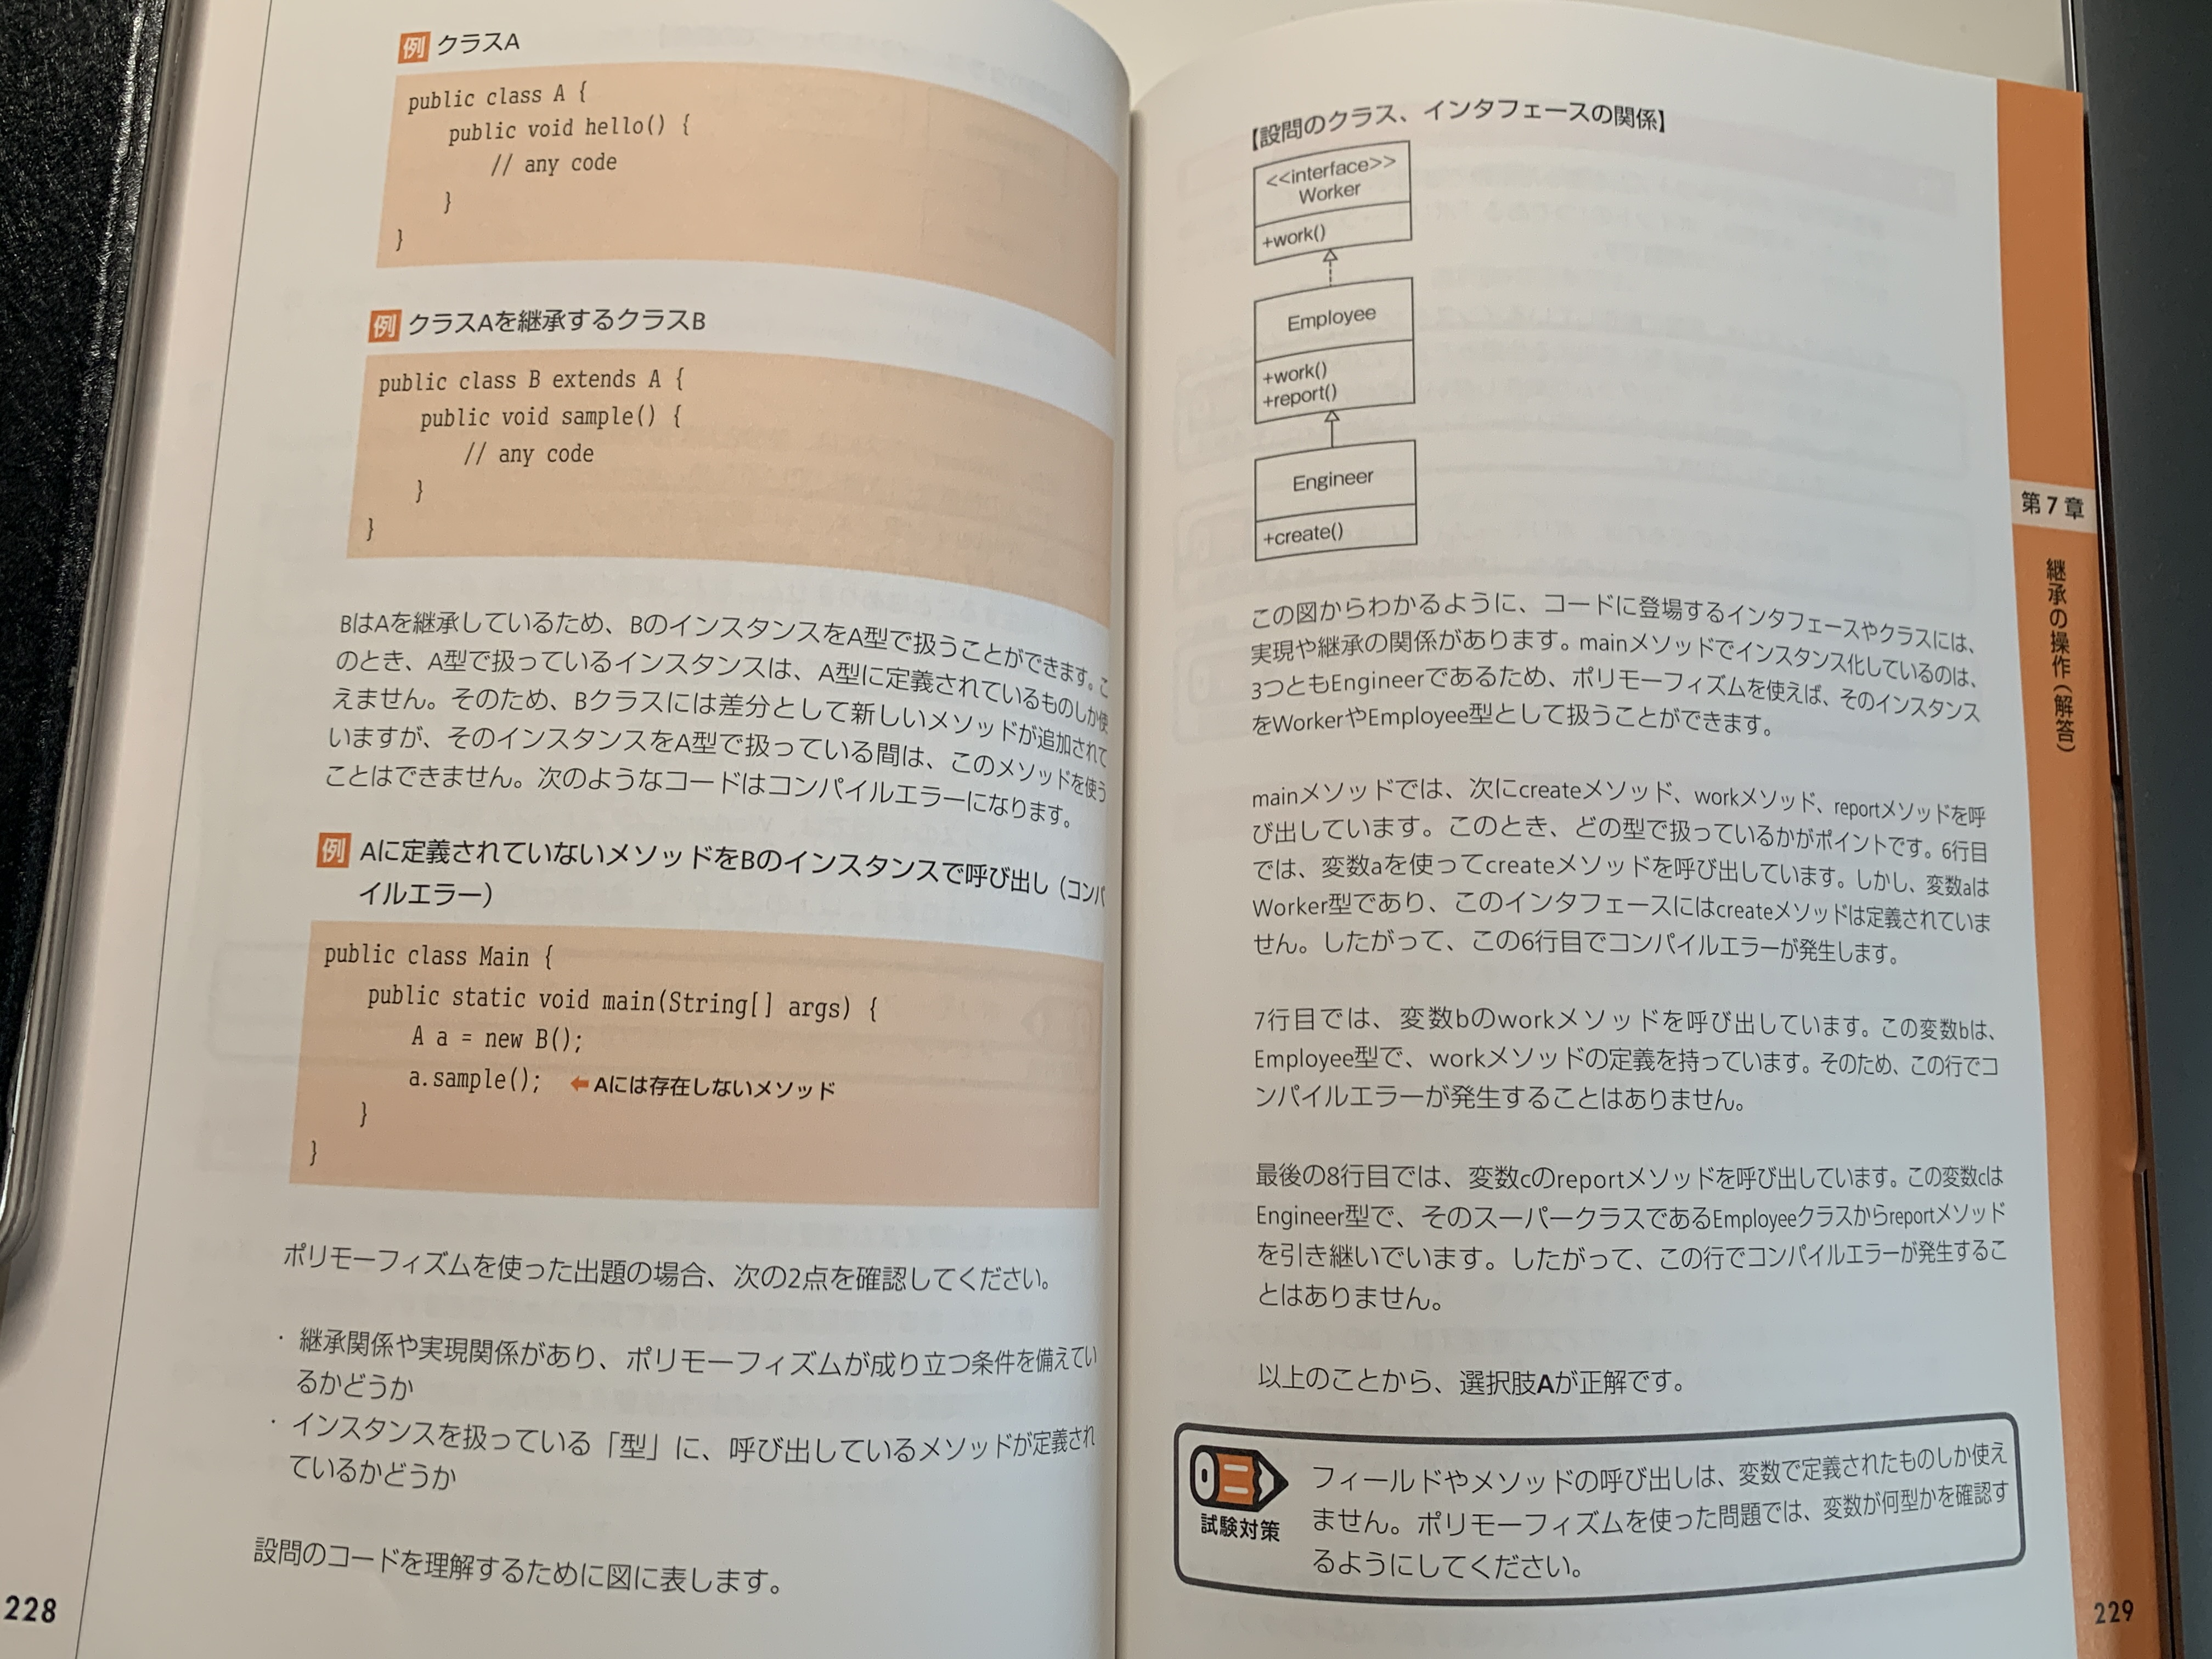 例 クラスA
public class A {
public void hello() {
// any code
}
}
例 クラスAを継承するクラスB
public class B extends A {
public void sample() {
// any code
}
}
BはAを継承しているため、BのインスタンスをA型で扱うことができます。こ
のとき、A型で扱っているインスタンスは、A型に定義されているものしか使
えません。そのため、Bクラスには差分として新しいメソッドが追加されて
いますが、そのインスタンスをA型で扱っている間は、このメソッドを使う
ことはできません。次のようなコードはコンパイルエラーになります。
例 Aに定義されていないメソッドをBのインスタンスで呼び出し（コンパ
イルエラー）
public class Main {
public static void main(String[] args) {
A a = new B();
a.sample(); ←Aには存在しないメソッド
}
}
ポリモーフィズムを使った出題の場合、次の2点を確認してください。
・継承関係や実現関係があり、ポリモーフィズムが成り立つ条件を備えてい
るかどうか
・インスタンスを扱っている「型」に、呼び出しているメソッドが定義され
ているかどうか
設問のコードを理解するために図に表します。
228
【設問のクラス、インタフェースの関係】
<<interface>>
Worker
+work()
Employee
+work()
+report()
Engineer
+create()
この図からわかるように、コードに登場するインタフェースやクラスには、
実現や継承の関係があります。mainメソッドでインスタンス化しているのは、
3つともEngineerであるため、ポリモーフィズムを使えば、そのインスタンス
をWorkerやEmployee型として扱うことができます。
mainメソッドでは、次にcreateメソッド、workメソッド、reportメソッドを呼
び出しています。このとき、どの型で扱っているかがポイントです。6行目
では、変数aを使ってcreateメソッドを呼び出しています。しかし、変数aは
Worker型であり、このインタフェースにはcreateメソッドは定義されていま
せん。したがって、この6行目でコンパイルエラーが発生します。
7行目では、変数bのworkメソッドを呼び出しています。この変数bは、
Employee型で、workメソッドの定義を持っています。そのため、この行でコ
ンパイルエラーが発生することはありません。
最後の8行目では、変数cのreportメソッドを呼び出しています。この変数cは
Engineer型で、そのスーパークラスであるEmployeeクラスからreportメソッド
を引き継いでいます。したがって、この行でコンパイルエラーが発生するこ
とはありません。
以上のことから、選択肢Aが正解です。
試験対策
フィールドやメソッドの呼び出しは、変数で定義されたものしか使え
ません。ポリモーフィズムを使った問題では、変数が何型かを確認す
るようにしてください。
第7章
継承の操作（解答）
229